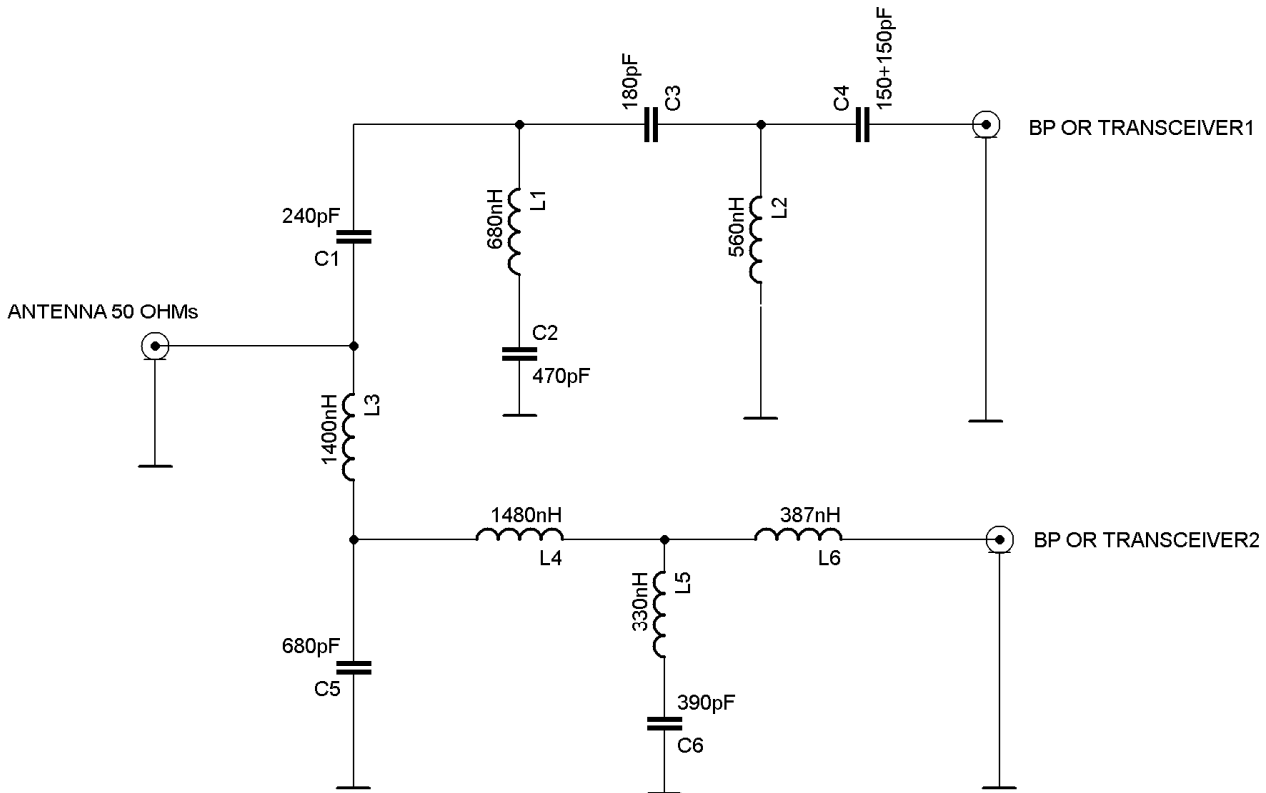 180pF
C3
C4
150+150pF
BP OR TRANSCEIVER1
240pF
C1
680nH
L1
560nH
L2
ANTENNA 50 OHMs
C2
470pF
1400nH
L3
1480nH
L4
387nH
L6
BP OR TRANSCEIVER2
330nH
L5
680pF
C5
390pF
C6